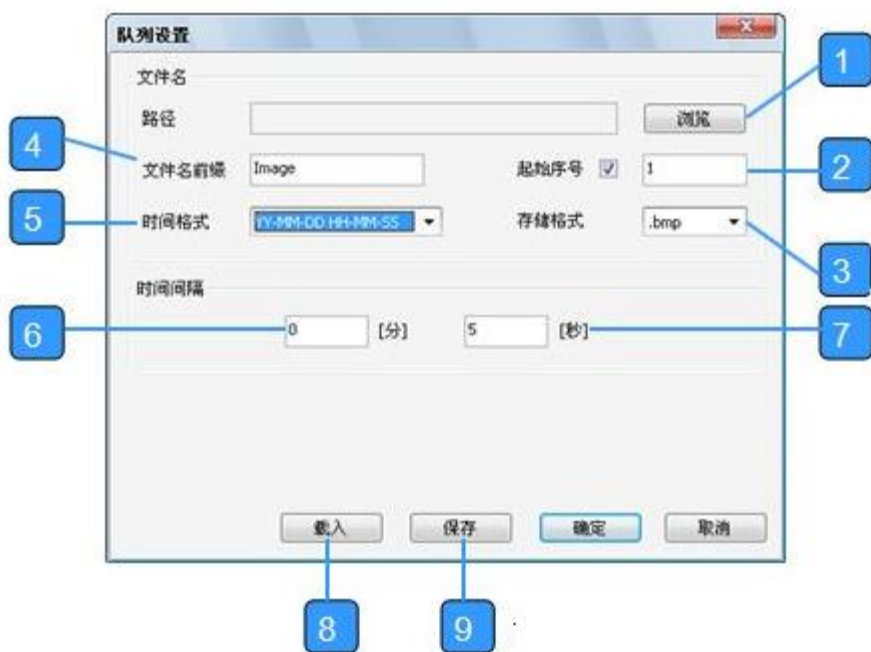 队列设置
文件名
1
路径
浏览
4
文件名前缀
Image
起始序号
1
2
5
时间格式
YY-MM-DD HH-MM-SS
存储格式
.bmp
3
时间间隔
6
0
[分]
5
[秒]
7
载入
保存
确定
取消
8
9